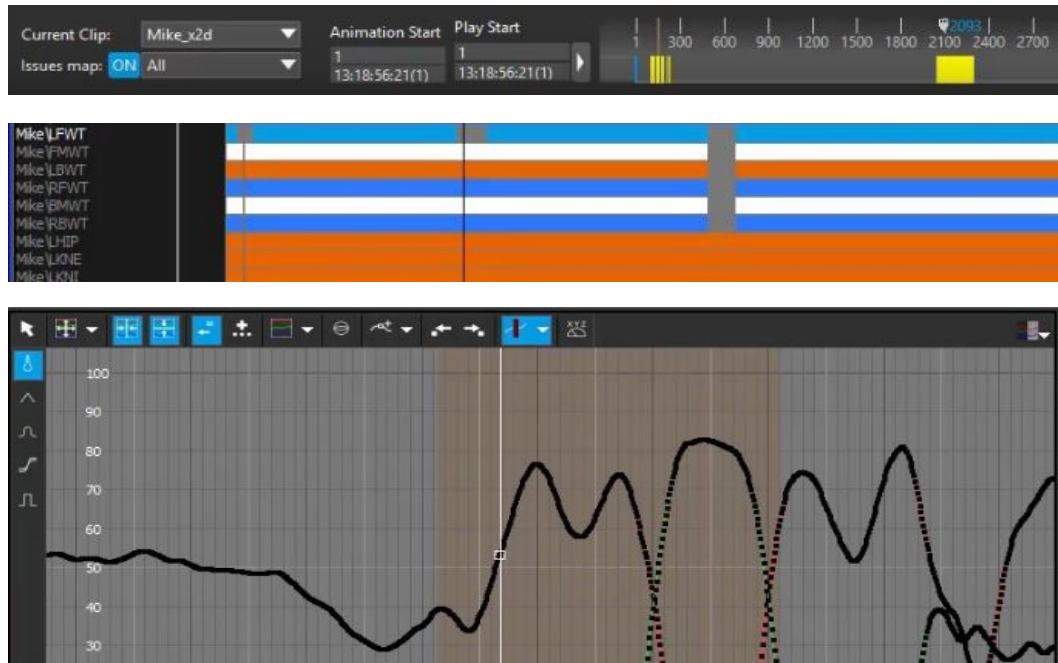 Current Clip: Mike_x2d Animation Start Play Start 2093
1 1 1 300 600 900 1200 1500 1800 2100 2400 2700
Issues map: ON All 13:18:56:21(1) 13:18:56:21(1)
Mike\LFWT
Mike\FMWT
Mike\LBWT
Mike\RFWT
Mike\BMWT
Mike\RBWT
Mike\LHIP
Mike\LKNE
Mike\LKNI
XYZ
100
90
80
70
60
50
40
30